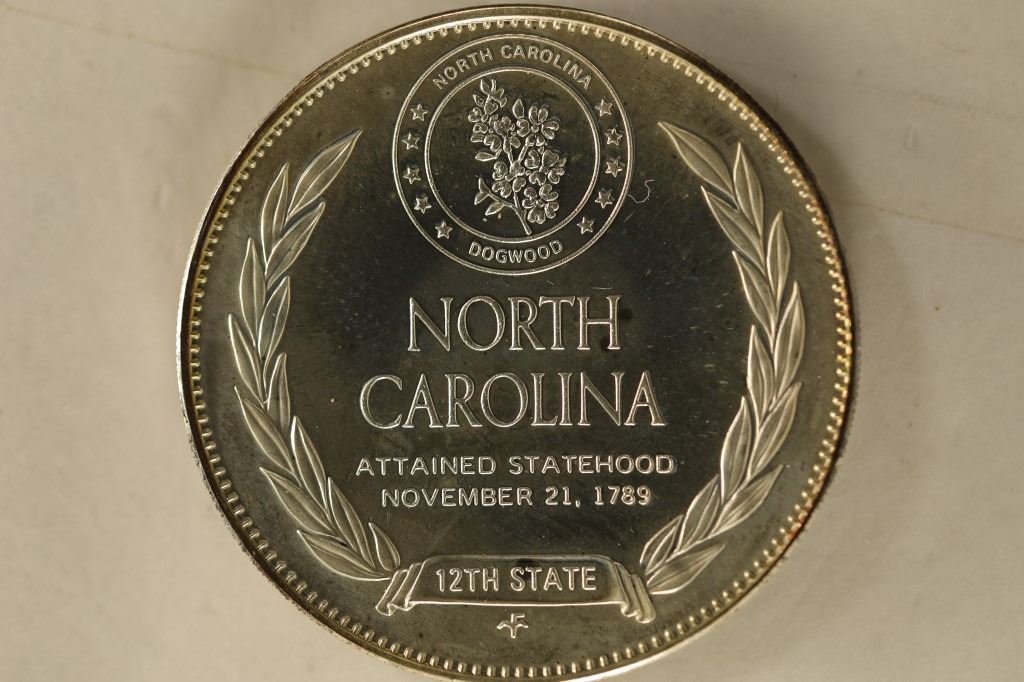 NORTH CAROLINA
DOGWOOD
NORTH
CAROLINA
ATTAINED STATEHOOD
NOVEMBER 21, 1789
12TH STATE